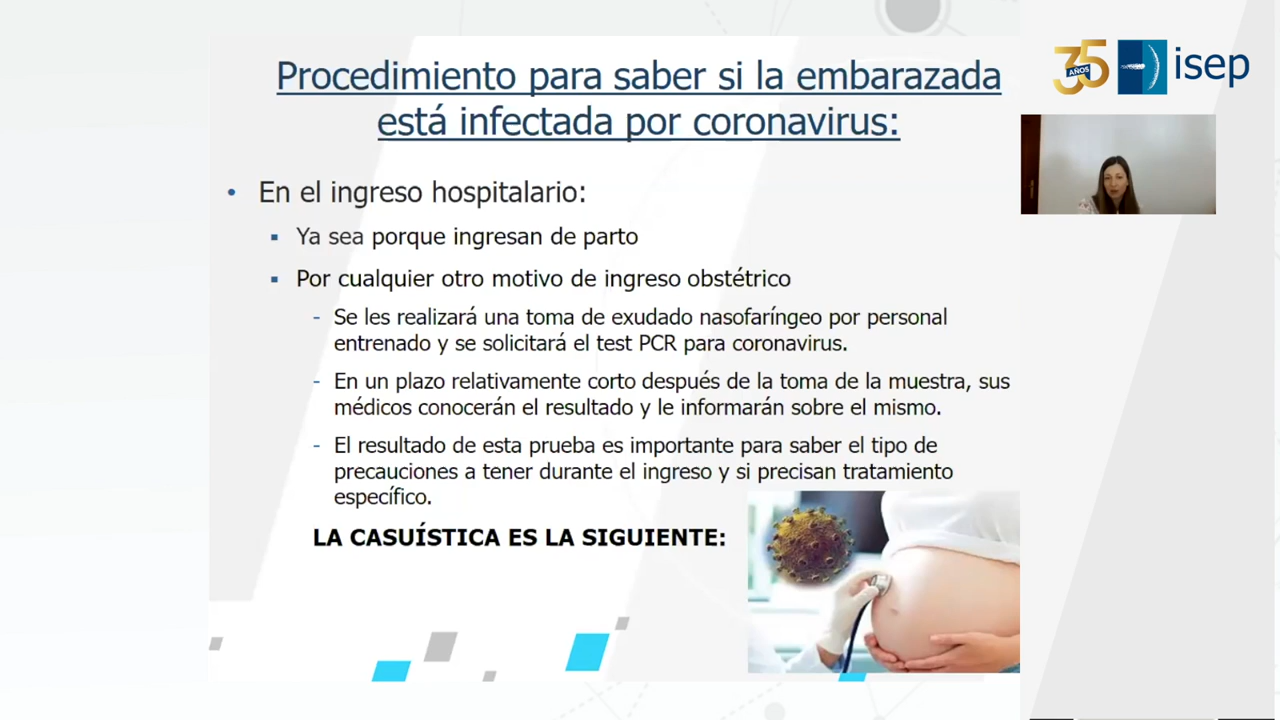 Procedimiento para saber si la embarazada
está infectada por coronavirus:
• En el ingreso hospitalario:
▪ Ya sea porque ingresan de parto
▪ Por cualquier otro motivo de ingreso obstétrico
- Se les realizará una toma de exudado nasofaríngeo por personal
entrenado y se solicitará el test PCR para coronavirus.
- En un plazo relativamente corto después de la toma de la muestra, sus
médicos conocerán el resultado y le informarán sobre el mismo.
- El resultado de esta prueba es importante para saber el tipo de
precauciones a tener durante el ingreso y si precisan tratamiento
específico.
LA CASUÍSTICA ES LA SIGUIENTE:
35
AÑOS
isep